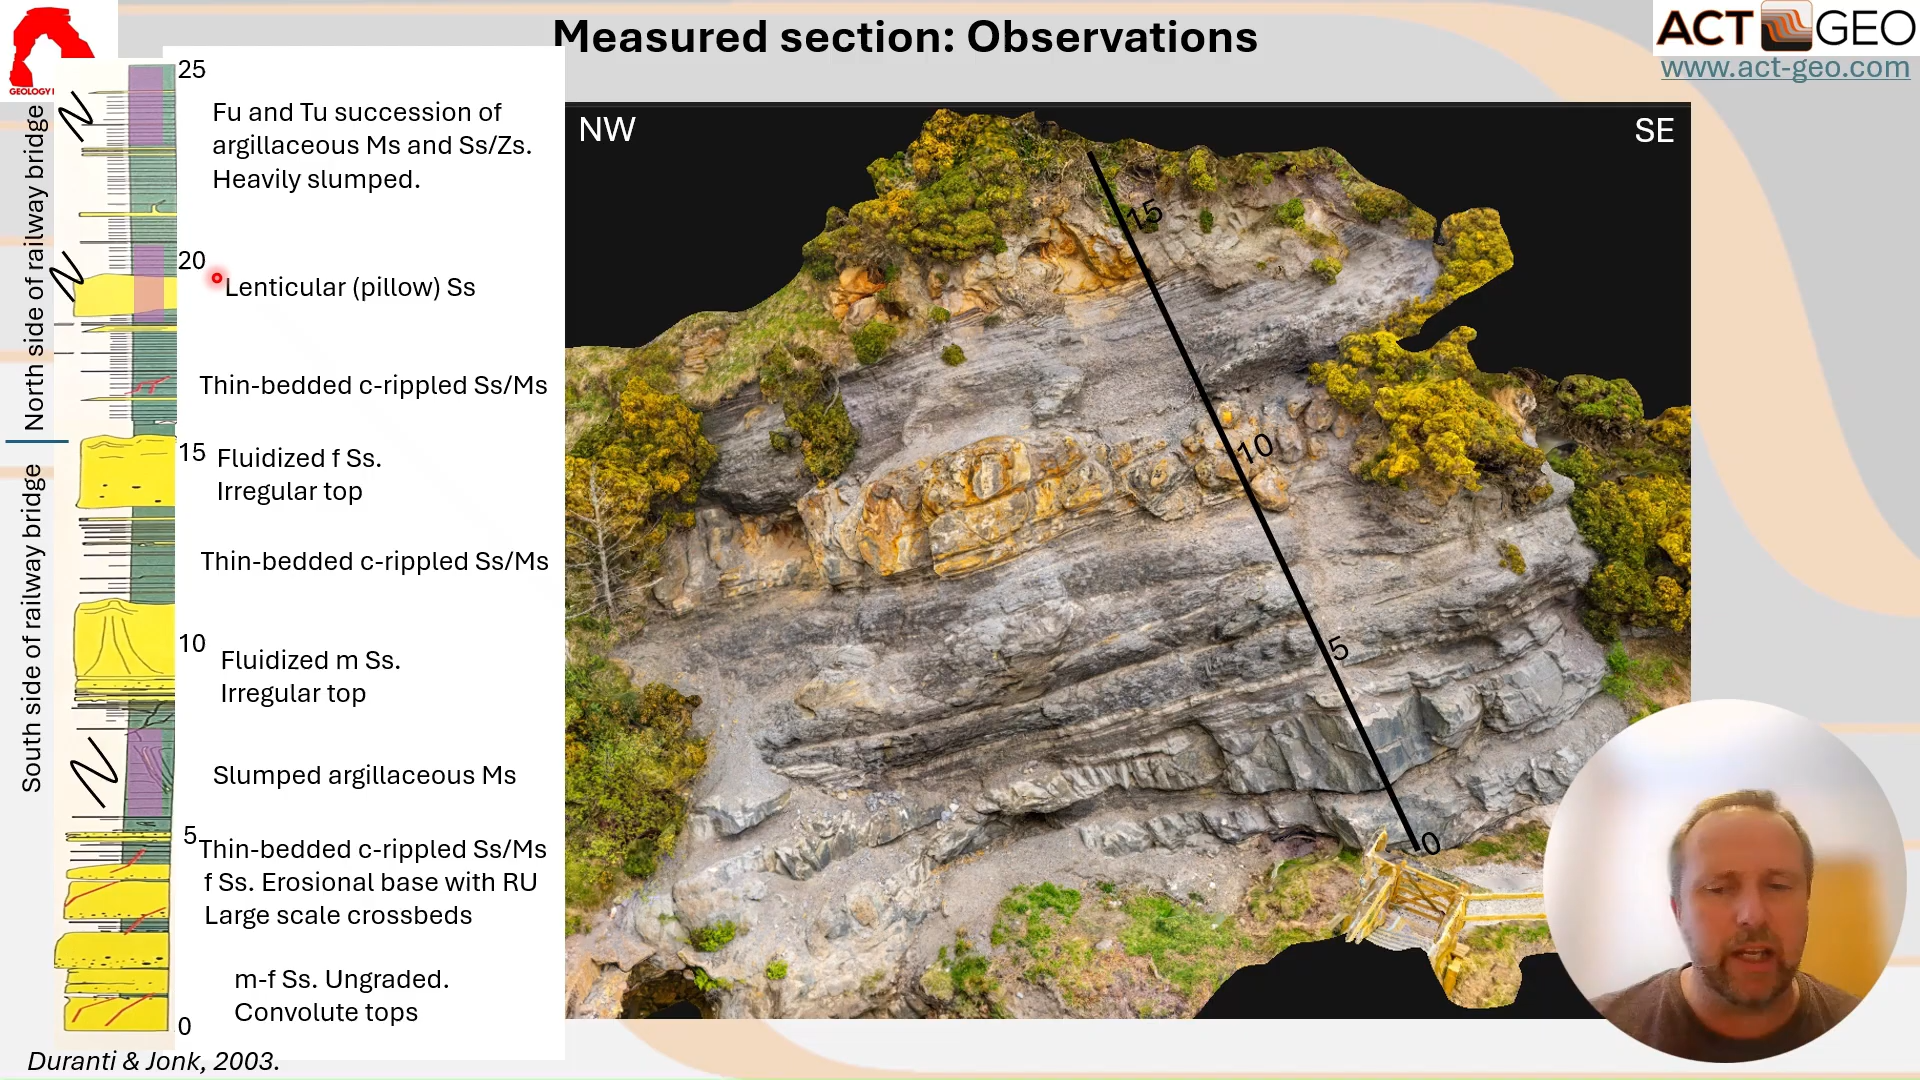 Measured section: Observations
ACT GEO
www.act-geo.com
GEOLOGY
North side of railway bridge
South side of railway bridge
25
Fu and Tu succession of
argillaceous Ms and Ss/Zs.
Heavily slumped.
20
Lenticular (pillow) Ss
Thin-bedded c-rippled Ss/Ms
15
Fluidized f Ss.
Irregular top
Thin-bedded c-rippled Ss/Ms
10
Fluidized m Ss.
Irregular top
Slumped argillaceous Ms
5
Thin-bedded c-rippled Ss/Ms
f Ss. Erosional base with RU
Large scale crossbeds
m-f Ss. Ungraded.
Convolute tops
0
Duranti & Jonk, 2003.
NW
SE
15
10
5
0